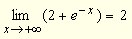 lim (2 + e^{-x}) = 2
x→+∞